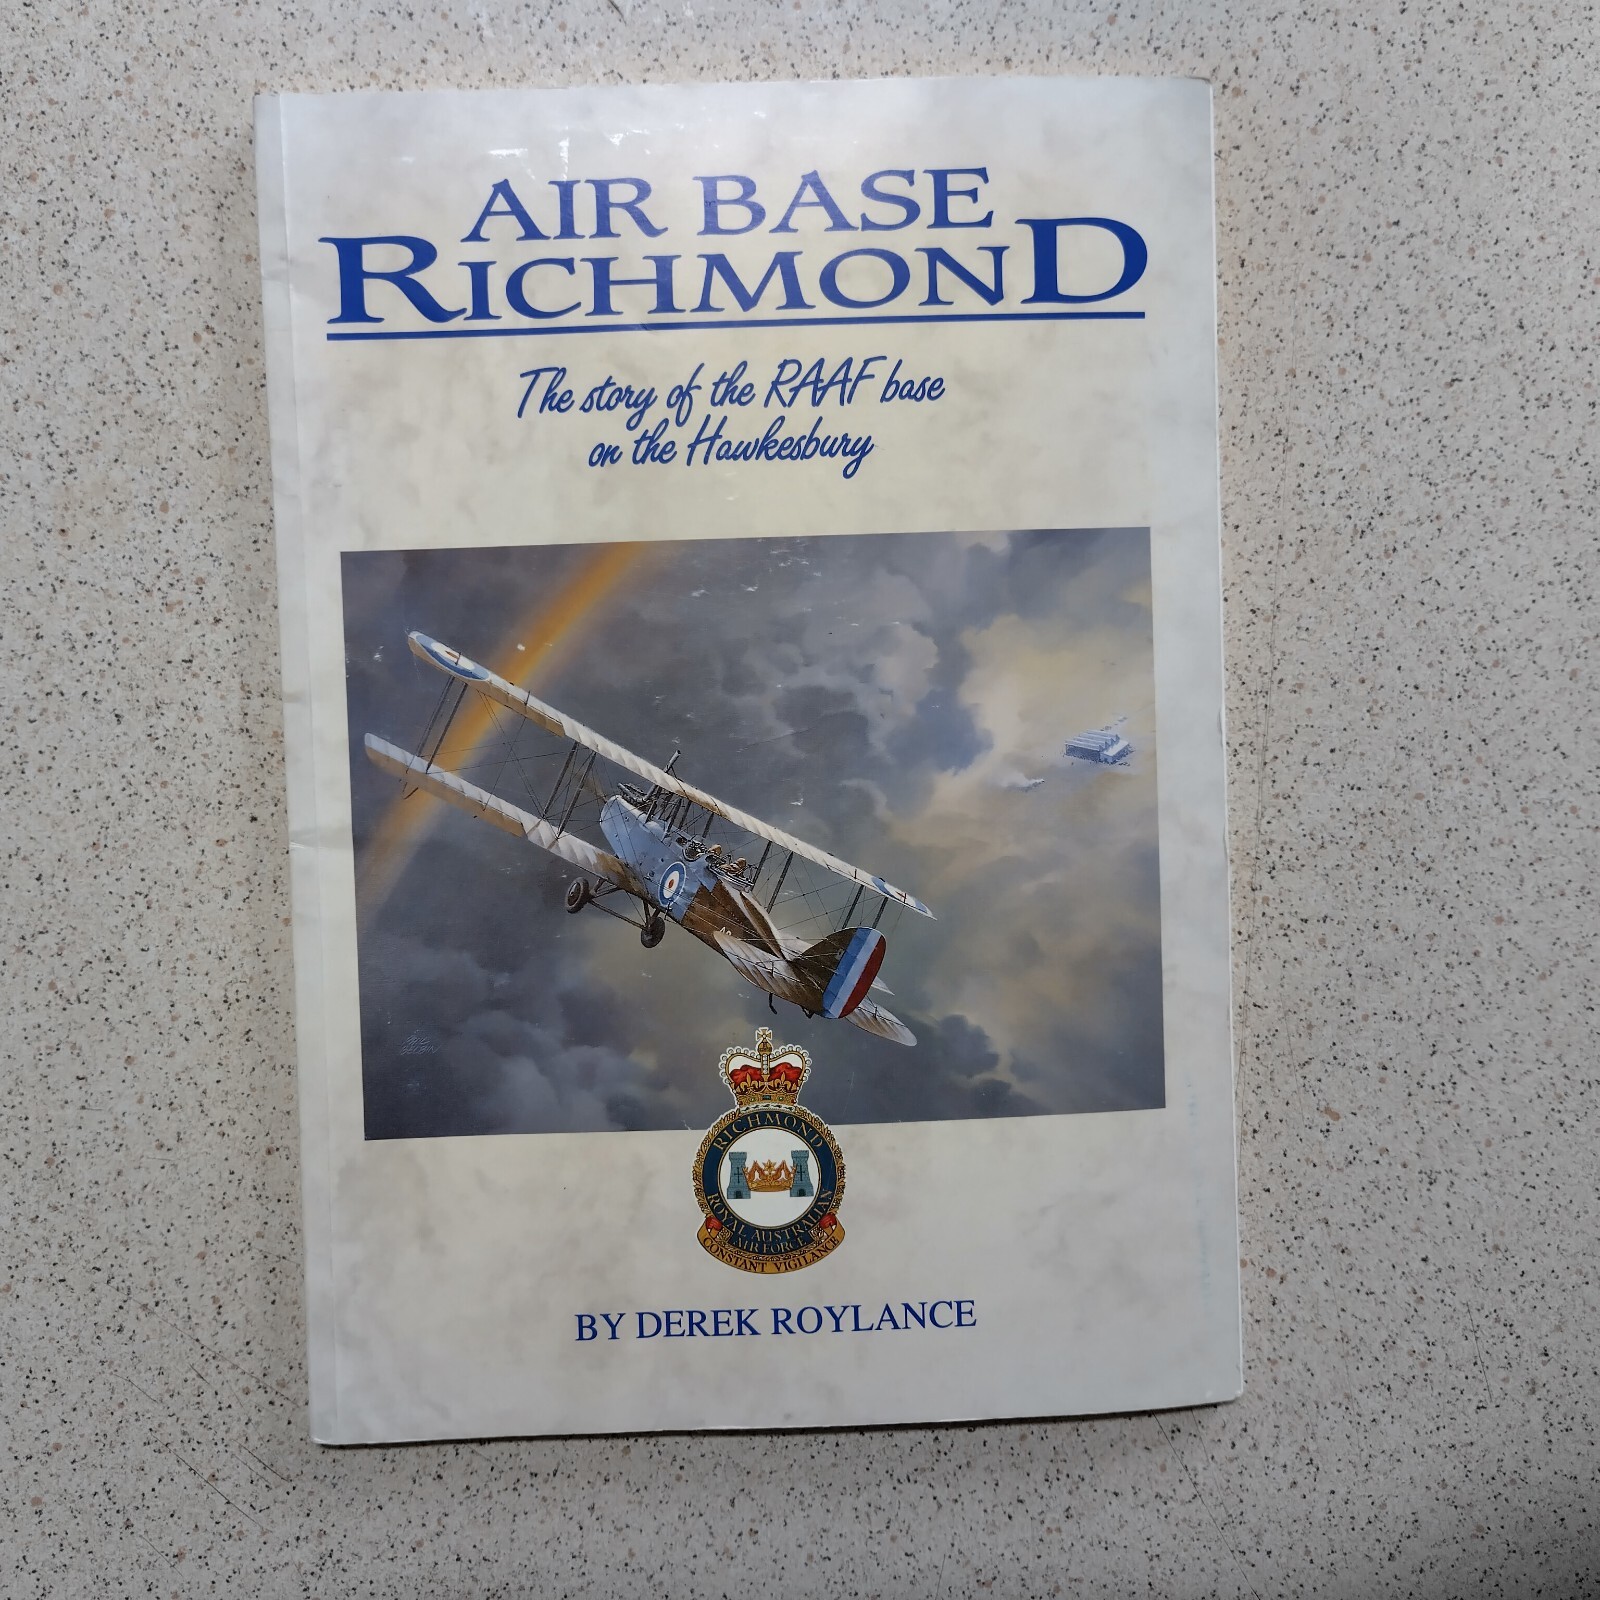 AIR BASE
RICHMOND
The story of the RAAF base
on the Hawkesbury
RICHMOND
ROYAL AUSTRALIAN
AIR FORCE
CONSTANT VIGILANCE
BY DEREK ROYLANCE